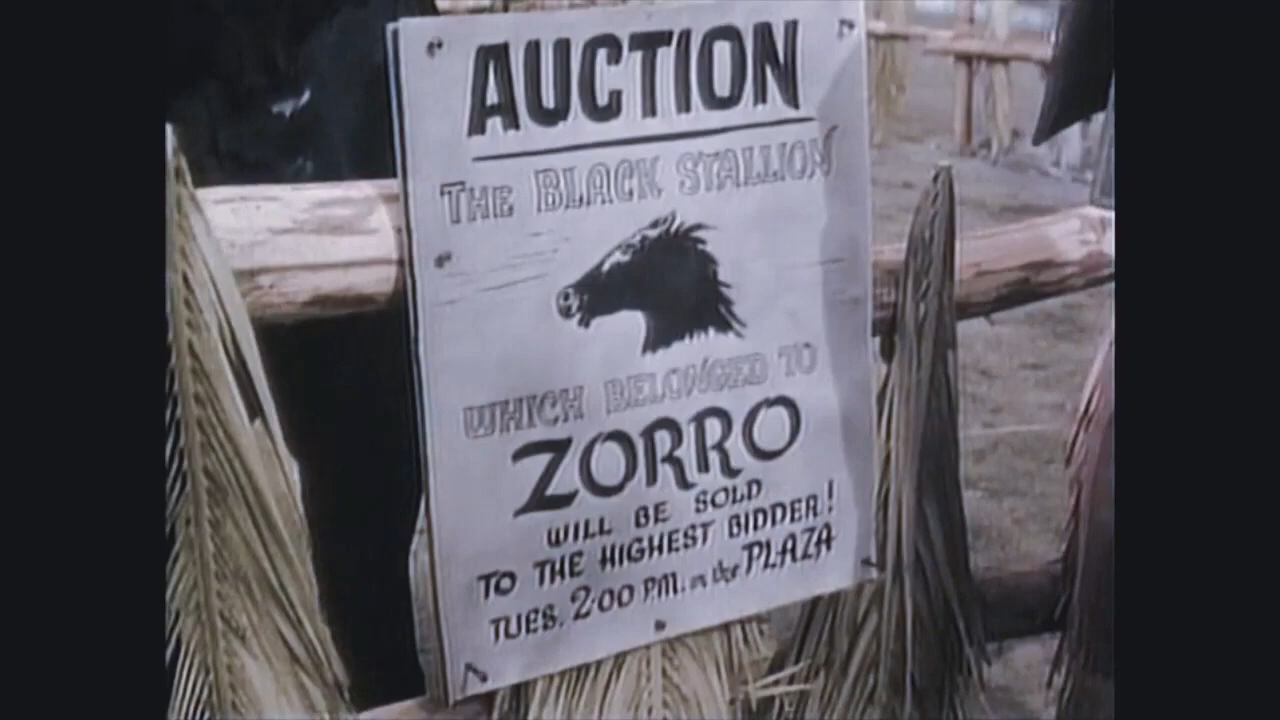 AUCTION
THE BLACK STALLION
WHICH BELONGED TO
ZORRO
WILL BE SOLD
TO THE HIGHEST BIDDER!
TUES. 2:00 P.M. in the PLAZA